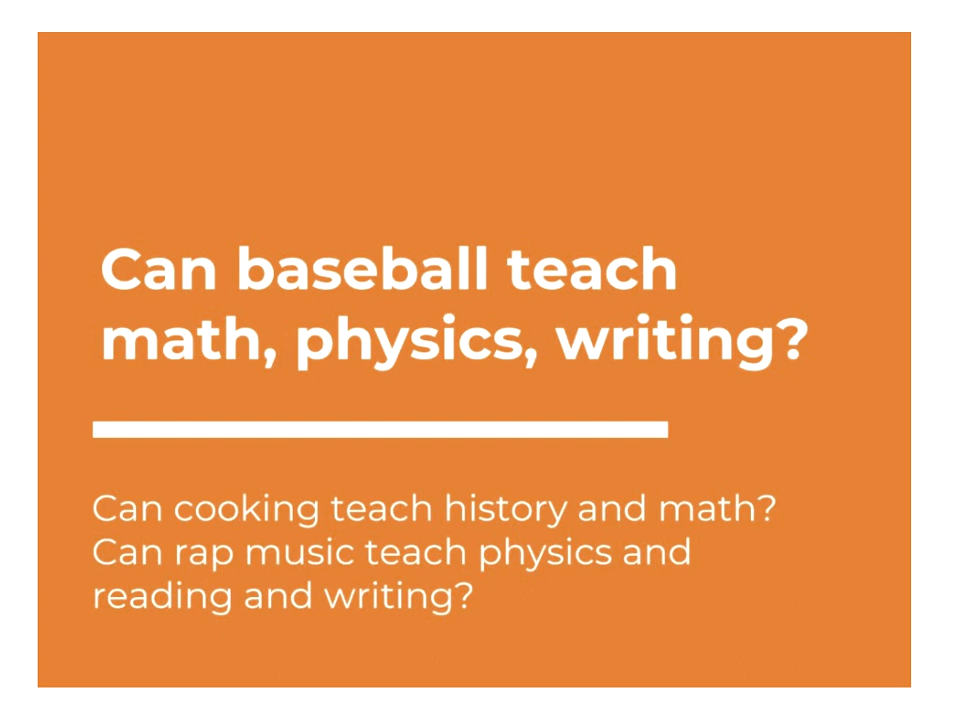 Can baseball teach
math, physics, writing?
Can cooking teach history and math?
Can rap music teach physics and
reading and writing?